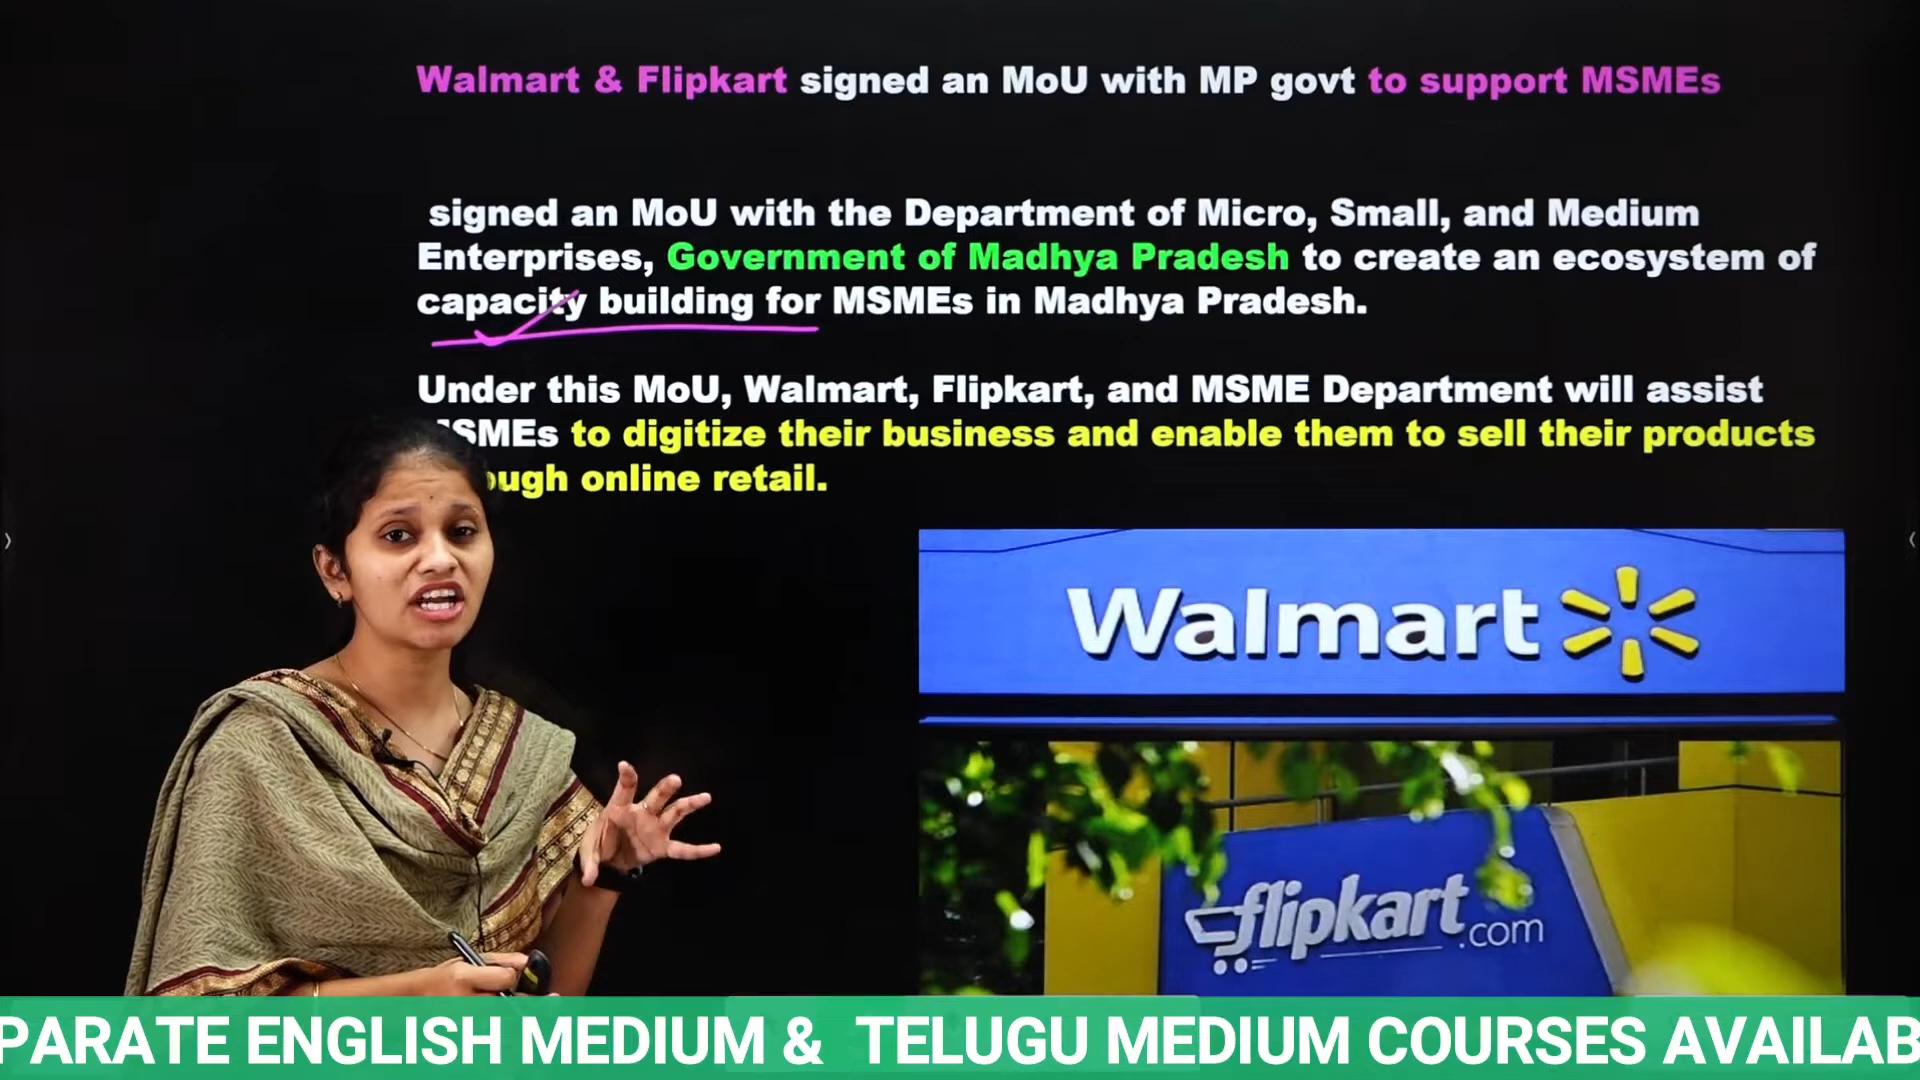 Walmart & Flipkart signed an MoU with MP govt to support MSMEs
signed an MoU with the Department of Micro, Small, and Medium
Enterprises, Government of Madhya Pradesh to create an ecosystem of
capacity building for MSMEs in Madhya Pradesh.
Under this MoU, Walmart, Flipkart, and MSME Department will assist
SMEs to digitize their business and enable them to sell their products
ough online retail.
Walmart
flipkart.com
PARATE ENGLISH MEDIUM & TELUGU MEDIUM COURSES AVAILAB